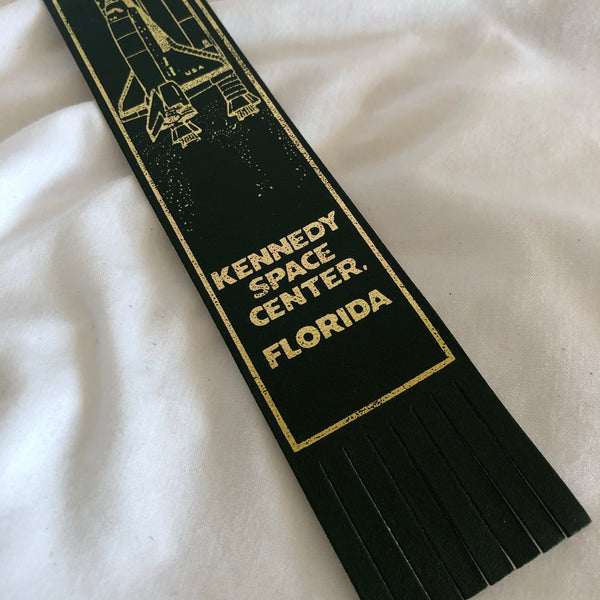 USA
KENNEDY
SPACE
CENTER.
FLORIDA